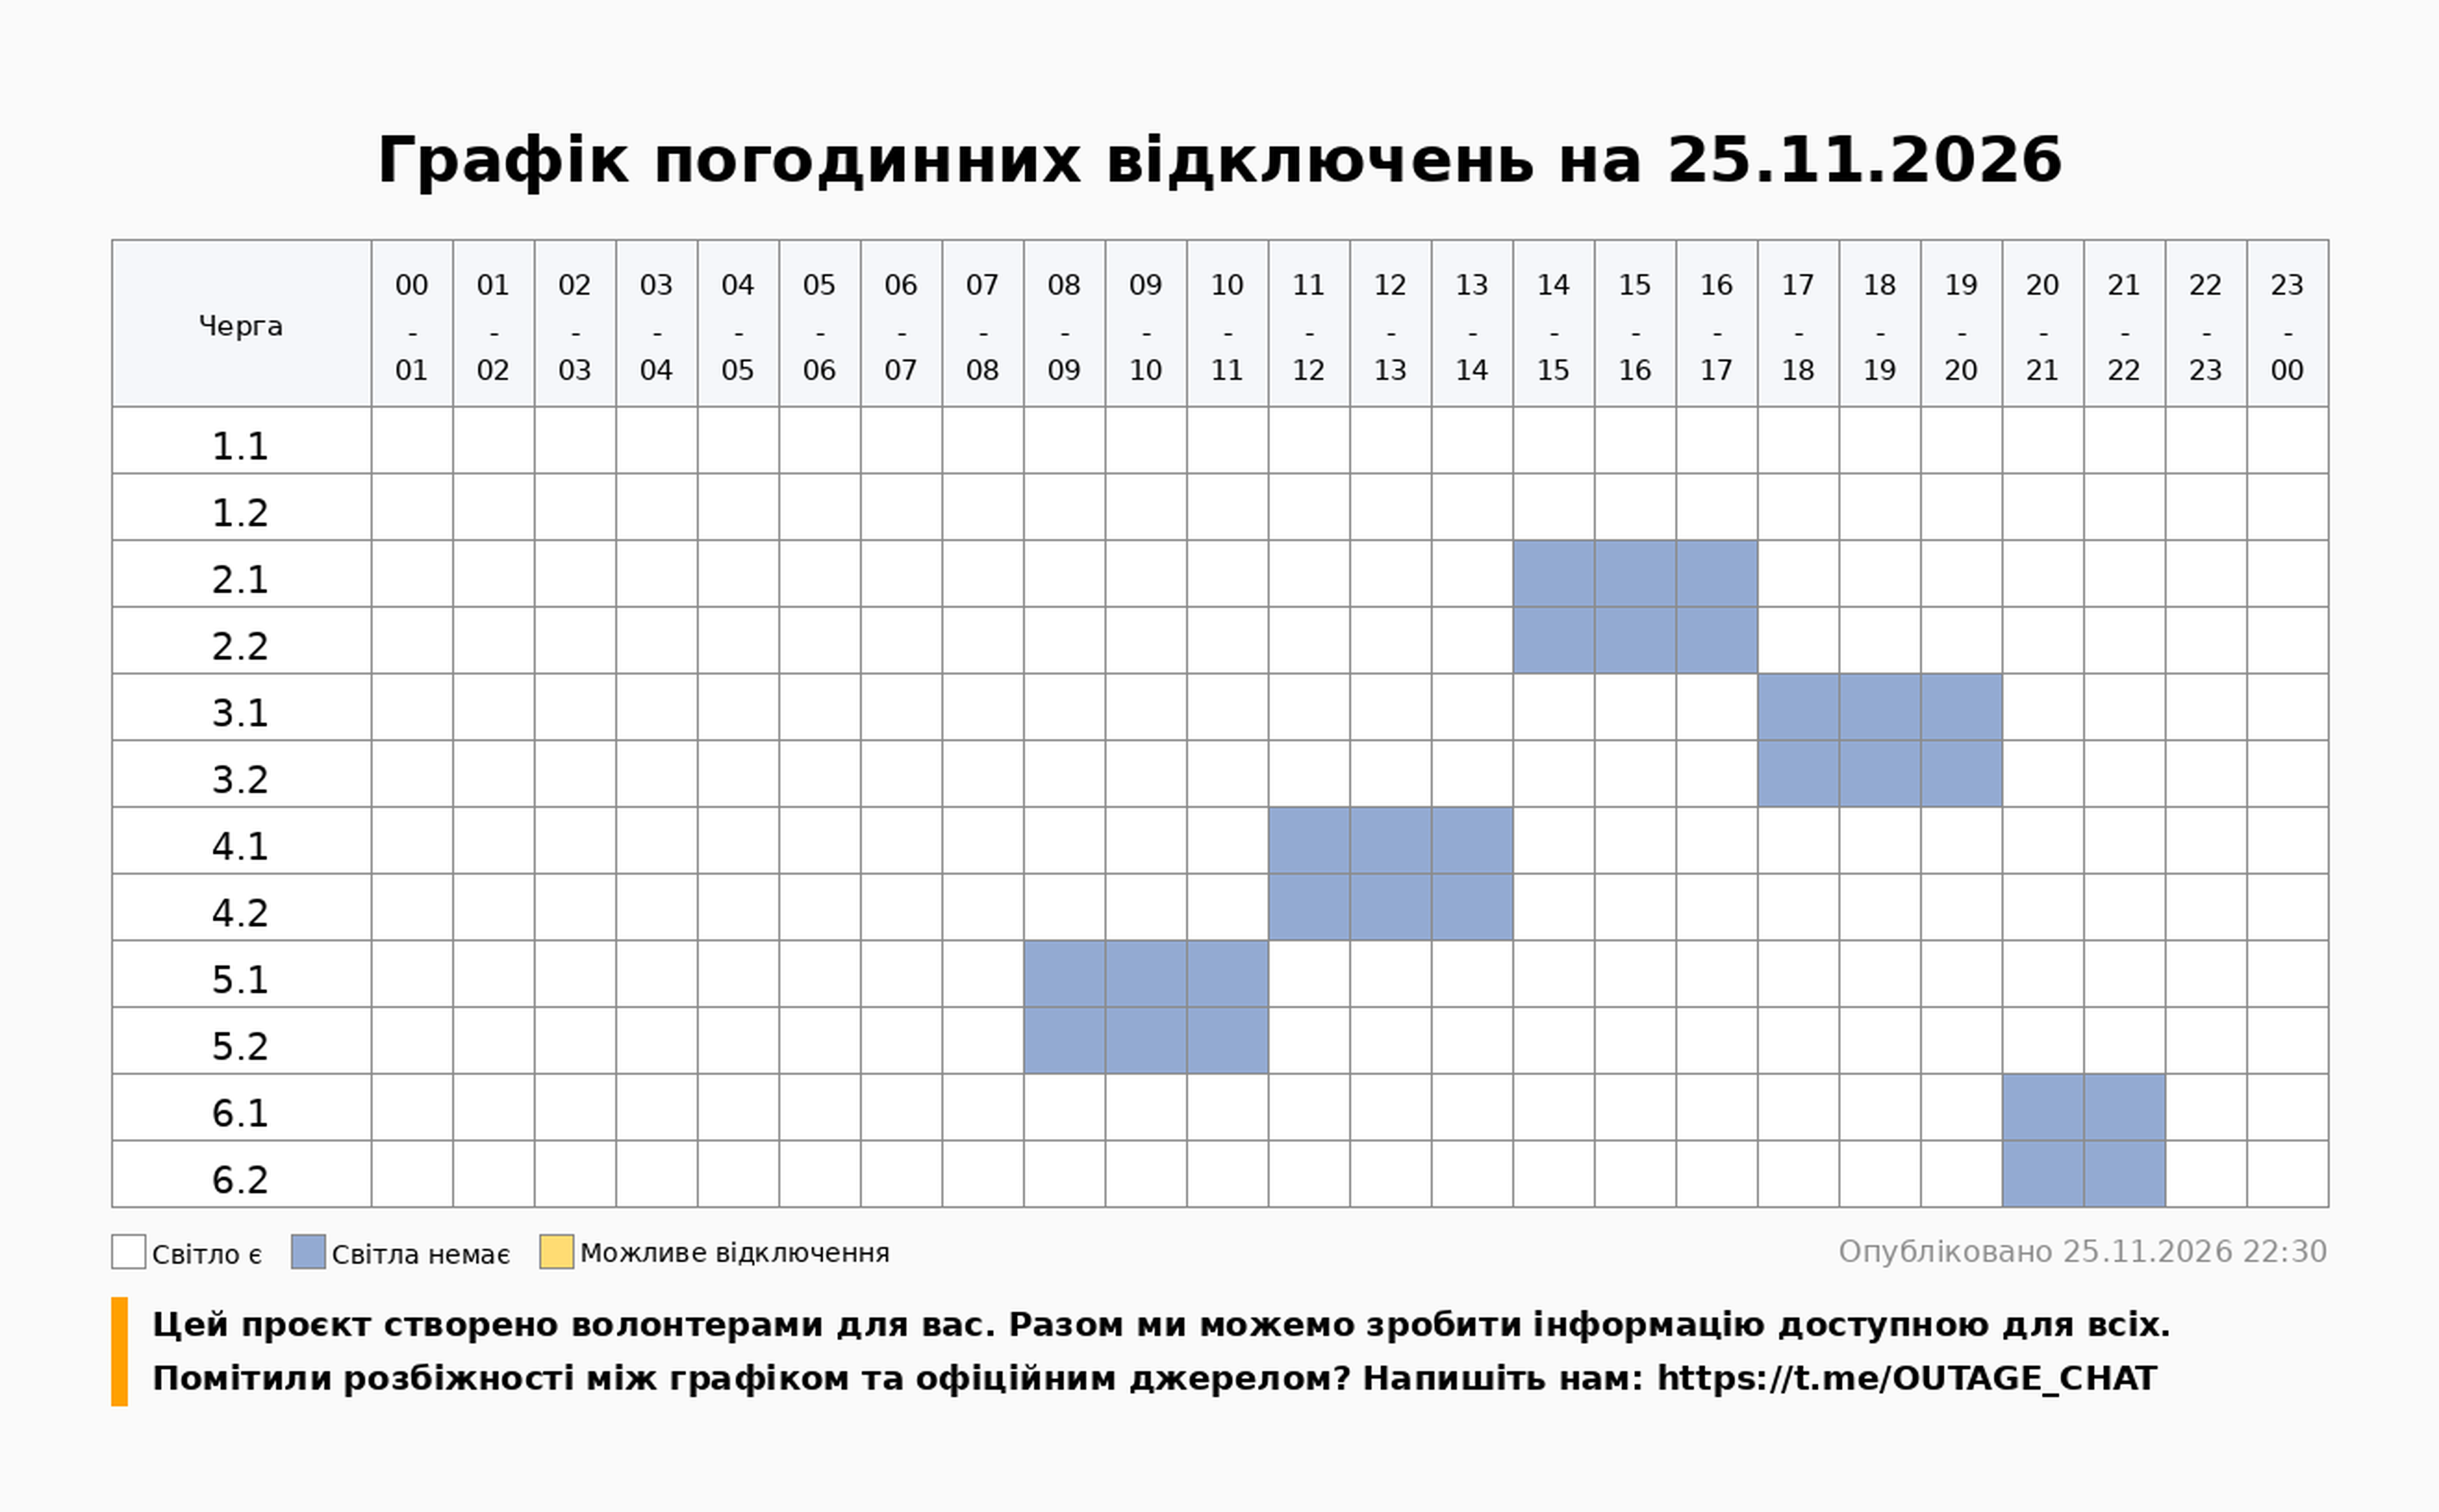 Графік погодинних відключень на 25.11.2026
Черга 00 - 01 01 - 02 02 - 03 03 - 04 04 - 05 05 - 06 06 - 07 07 - 08 08 - 09 09 - 10 10 - 11 11 - 12 12 - 13 13 - 14 14 - 15 15 - 16 16 - 17 17 - 18 18 - 19 19 - 20 20 - 21 21 - 22 22 - 23 23 - 00
1.1
1.2
2.1
2.2
3.1
3.2
4.1
4.2
5.1
5.2
6.1
6.2
Світло є Світла немає Можливе відключення Опубліковано 25.11.2026 22:30
Цей проєкт створено волонтерами для вас. Разом ми можемо зробити інформацію доступною для всіх.
Помітили розбіжності між графіком та офіційним джерелом? Напишіть нам: https://t.me/OUTAGE_CHAT